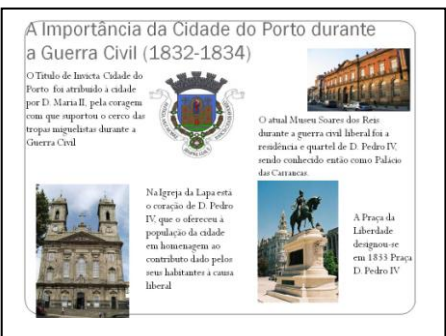 A Importância da Cidade do Porto durante
a Guerra Civil (1832-1834)
O Titulo de Invicta Cidade do
Porto foi atribuido à cidade
por D. Maria II, pela coragem
com que suportou o cerco das
tropas miguelistas durante a
Guerra Civil
O atual Museu Soares dos Reis
durante a guerra civil liberal foi a
residência e quartel de D. Pedro IV,
sendo conhecido então como Palácio
das Carrancas.
Na Igreja da Lapa está
o coração de D. Pedro
IV, que o ofereceu à
população da cidade
em homenagem ao
contributo dado pelos
seus habitantes à causa
liberal
A Praça da
Liberdade
designou-se
em 1833 Praça
D. Pedro IV